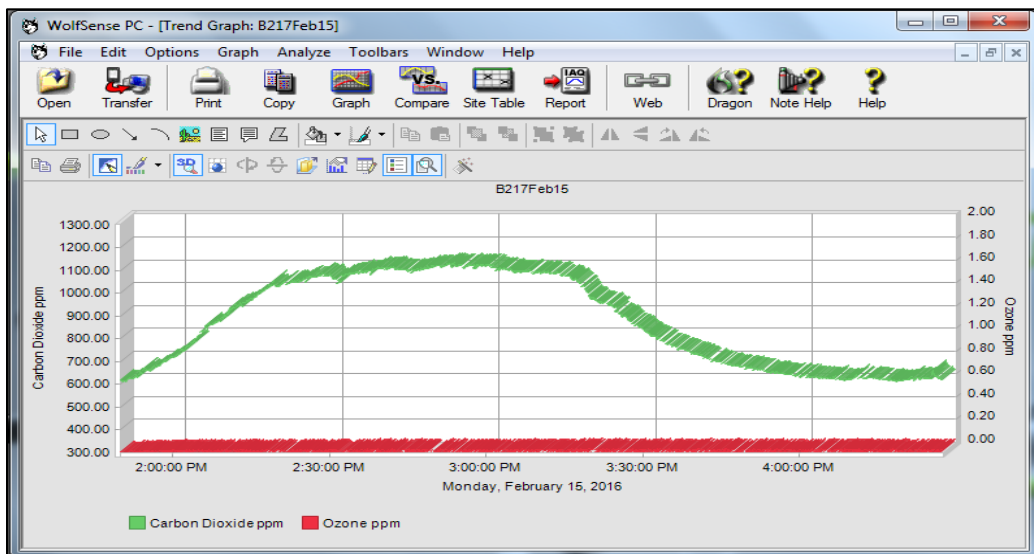 WolfSense PC - [Trend Graph: B217Feb15]
File Edit Options Graph Analyze Toolbars Window Help
VS. IAQ
Open Transfer Print Copy Graph Compare Site Table Report Web Dragon Note Help Help
3D
B217Feb15
1300.00
1200.00
1100.00
1000.00
900.00
800.00
700.00
600.00
500.00
400.00
300.00
Carbon Dioxide ppm
2.00
1.80
1.60
1.40
1.20
1.00
0.80
0.60
0.40
0.20
0.00
Ozone ppm
2:00:00 PM 2:30:00 PM 3:00:00 PM 3:30:00 PM 4:00:00 PM
Monday, February 15, 2016
Carbon Dioxide ppm Ozone ppm